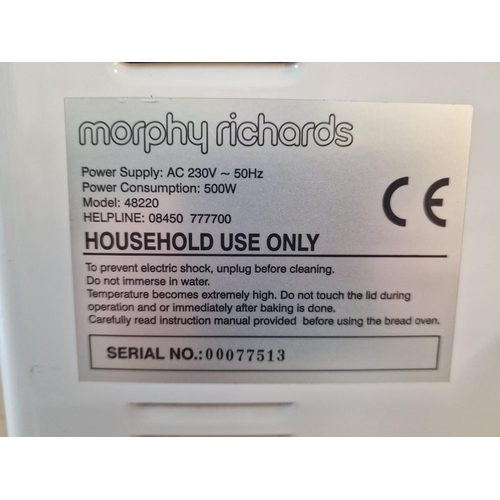 morphy richards
Power Supply: AC 230V ~ 50Hz
Power Consumption: 500W
Model: 48220
HELPLINE: 08450 777700
CE
HOUSEHOLD USE ONLY
To prevent electric shock, unplug before cleaning.
Do not immerse in water.
Temperature becomes extremely high. Do not touch the lid during
operation and or immediately after baking is done.
Carefully read instruction manual provided before using the bread oven.
SERIAL NO.:00077513